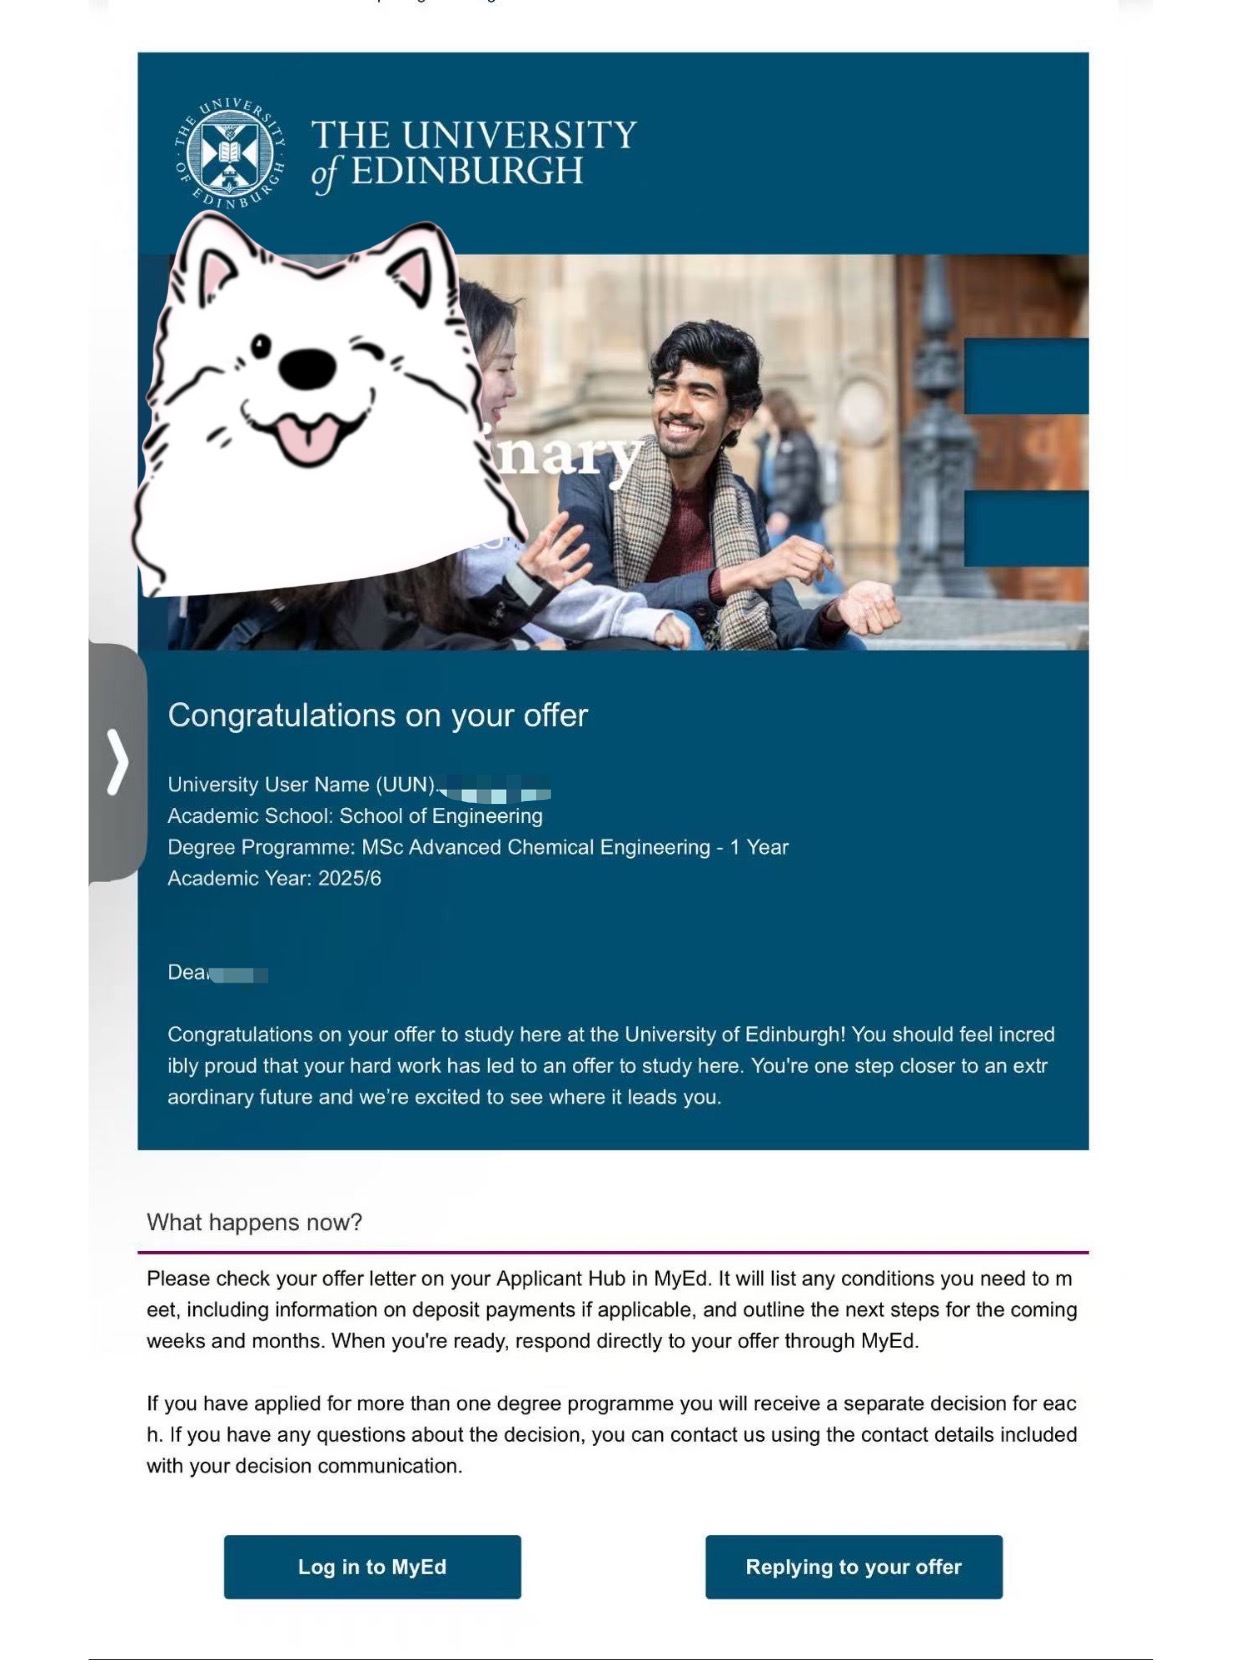 THE UNIVERSITY OF EDINBURGH
THE UNIVERSITY
of EDINBURGH
Congratulations on your offer
University User Name (UUN)
Academic School: School of Engineering
Degree Programme: MSc Advanced Chemical Engineering - 1 Year
Academic Year: 2025/6
Congratulations on your offer to study here at the University of Edinburgh! You should feel incred
ibly proud that your hard work has led to an offer to study here. You're one step closer to an extr
aordinary future and we're excited to see where it leads you.
What happens now?
Please check your offer letter on your Applicant Hub in MyEd. It will list any conditions you need to m
eet, including information on deposit payments if applicable, and outline the next steps for the coming
weeks and months. When you're ready, respond directly to your offer through MyEd.
If you have applied for more than one degree programme you will receive a separate decision for eac
h. If you have any questions about the decision, you can contact us using the contact details included
with your decision communication.
Log in to MyEd
Replying to your offer